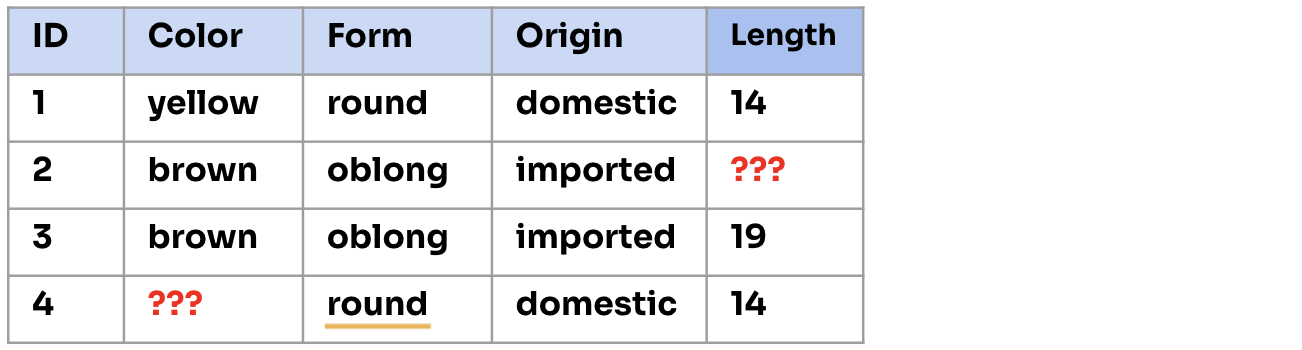 ID Color Form Origin Length
1 yellow round domestic 14
2 brown oblong imported ???
3 brown oblong imported 19
4 ??? round domestic 14